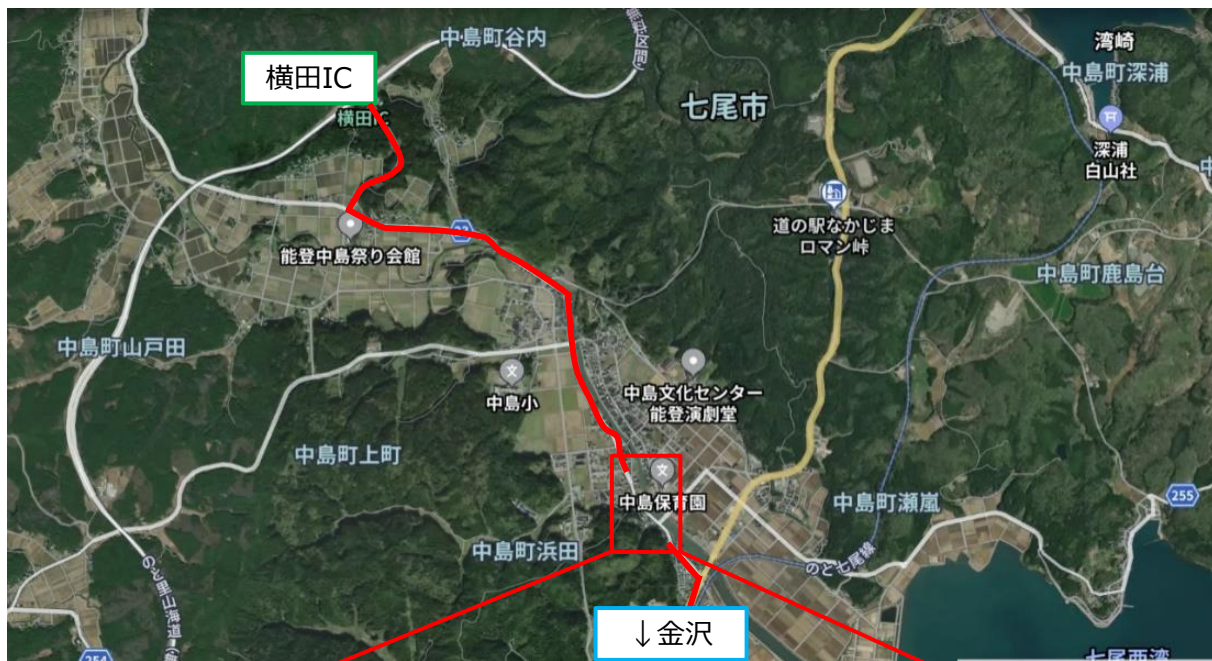 中島町谷内
湾崎
中島町深浦
横田IC
七尾市
横田IC
深浦
白山社
道の駅なかじま
ロマン峠
23
能登中島祭り会館
中島町鹿島台
中島町山戸田
中島文化センター
能登演劇堂
中島小
中島町上町
中島保育園
中島町瀬嵐
255
中島町浜田
のと七尾線
のと里山海道(
↓金沢
254
七尾西湾